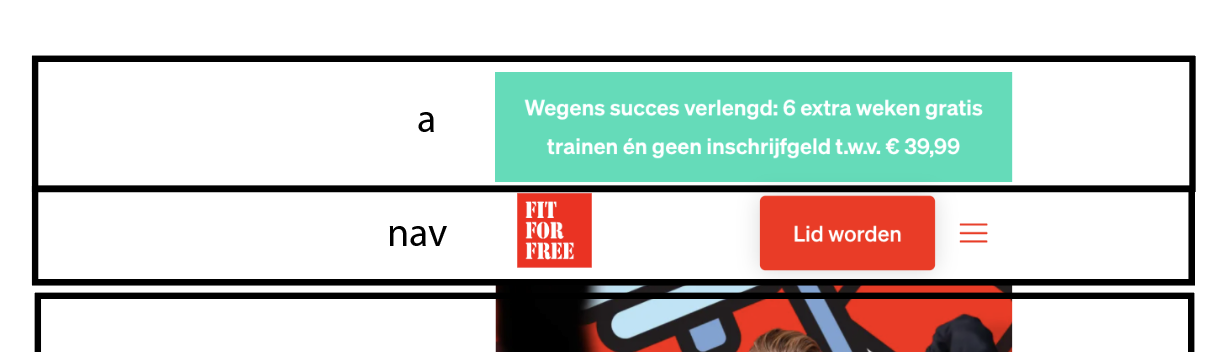 a
Wegens succes verlengd: 6 extra weken gratis
trainen én geen inschrijfgeld t.w.v. € 39,99
nav
FIT
FOR
FREE
Lid worden